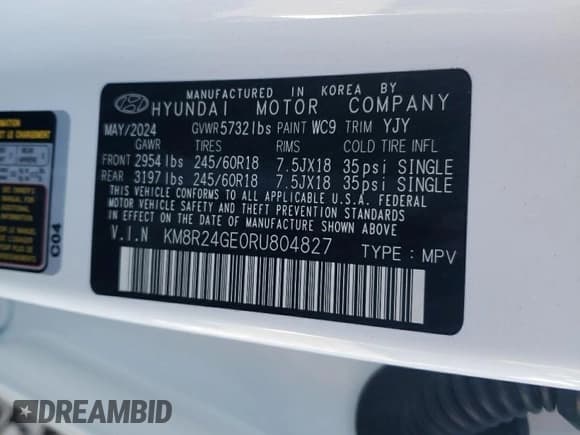 MANUFACTURED IN KOREA BY
HYUNDAI MOTOR COMPANY
MAY/2024 GVWR 5732 lbs PAINT WC9 TRIM YJY
GAWR TIRES RIMS COLD TIRE INFL
FRONT 2954 lbs 245/60R18 7.5JX18 35psi SINGLE
REAR 3197 lbs 245/60R18 7.5JX18 35psi SINGLE
THIS VEHICLE CONFORMS TO ALL APPLICABLE U.S.A. FEDERAL
MOTOR VEHICLE SAFETY, BUMPER, AND THEFT PREVENTION
STANDARDS IN EFFECT ON THE DATE OF MANUFACTURE
SHOWN ABOVE.
V.I.N KM8R24GE0RU804827 TYPE : MPV
C04
DREAMBID